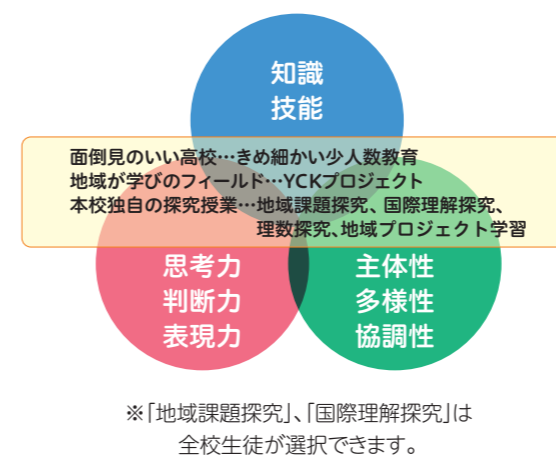 知識
技能
面倒見のいい高校…きめ細かい少人数教育
地域が学びのフィールド…YCKプロジェクト
本校独自の探究授業…地域課題探究、国際理解探究、
理数探究、地域プロジェクト学習
思考力
判断力
表現力
主体性
多様性
協調性
※「地域課題探究」、「国際理解探究」は
全校生徒が選択できます。